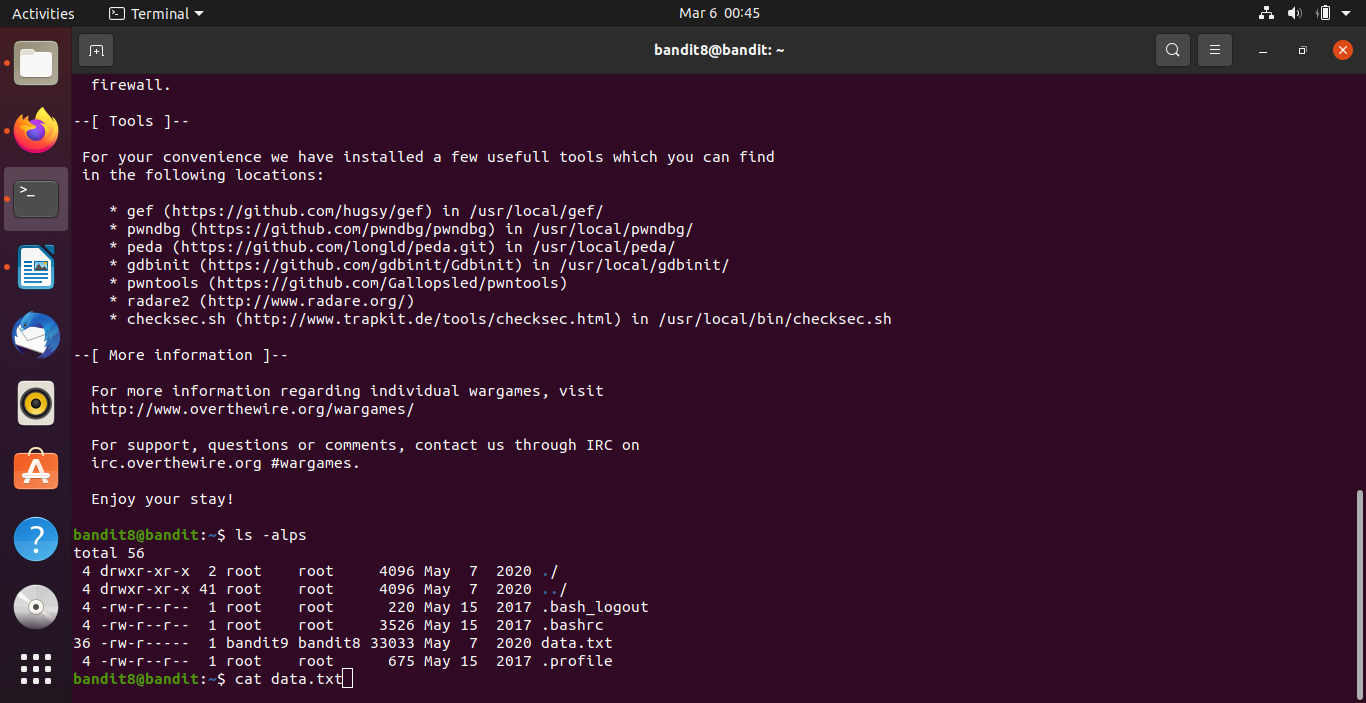 Activities Terminal Mar 6 00:45
bandit8@bandit: ~
firewall.
--[ Tools ]--
For your convenience we have installed a few usefull tools which you can find
in the following locations:
* gef (https://github.com/hugsy/gef) in /usr/local/gef/
* pwndbg (https://github.com/pwndbg/pwndbg) in /usr/local/pwndbg/
* peda (https://github.com/longld/peda.git) in /usr/local/peda/
* gdbinit (https://github.com/gdbinit/Gdbinit) in /usr/local/gdbinit/
* pwntools (https://github.com/Gallopsled/pwntools)
* radare2 (http://www.radare.org/)
* checksec.sh (http://www.trapkit.de/tools/checksec.html) in /usr/local/bin/checksec.sh
--[ More information ]--
For more information regarding individual wargames, visit
http://www.overthewire.org/wargames/
For support, questions or comments, contact us through IRC on
irc.overthewire.org #wargames.
Enjoy your stay!
bandit8@bandit:~$ ls -alps
total 56
4 drwxr-xr-x 2 root root 4096 May 7 2020 ./
4 drwxr-xr-x 41 root root 4096 May 7 2020 ../
4 -rw-r--r-- 1 root root 220 May 15 2017 .bash_logout
4 -rw-r--r-- 1 root root 3526 May 15 2017 .bashrc
36 -rw-r----- 1 bandit9 bandit8 33033 May 7 2020 data.txt
4 -rw-r--r-- 1 root root 675 May 15 2017 .profile
bandit8@bandit:~$ cat data.txt